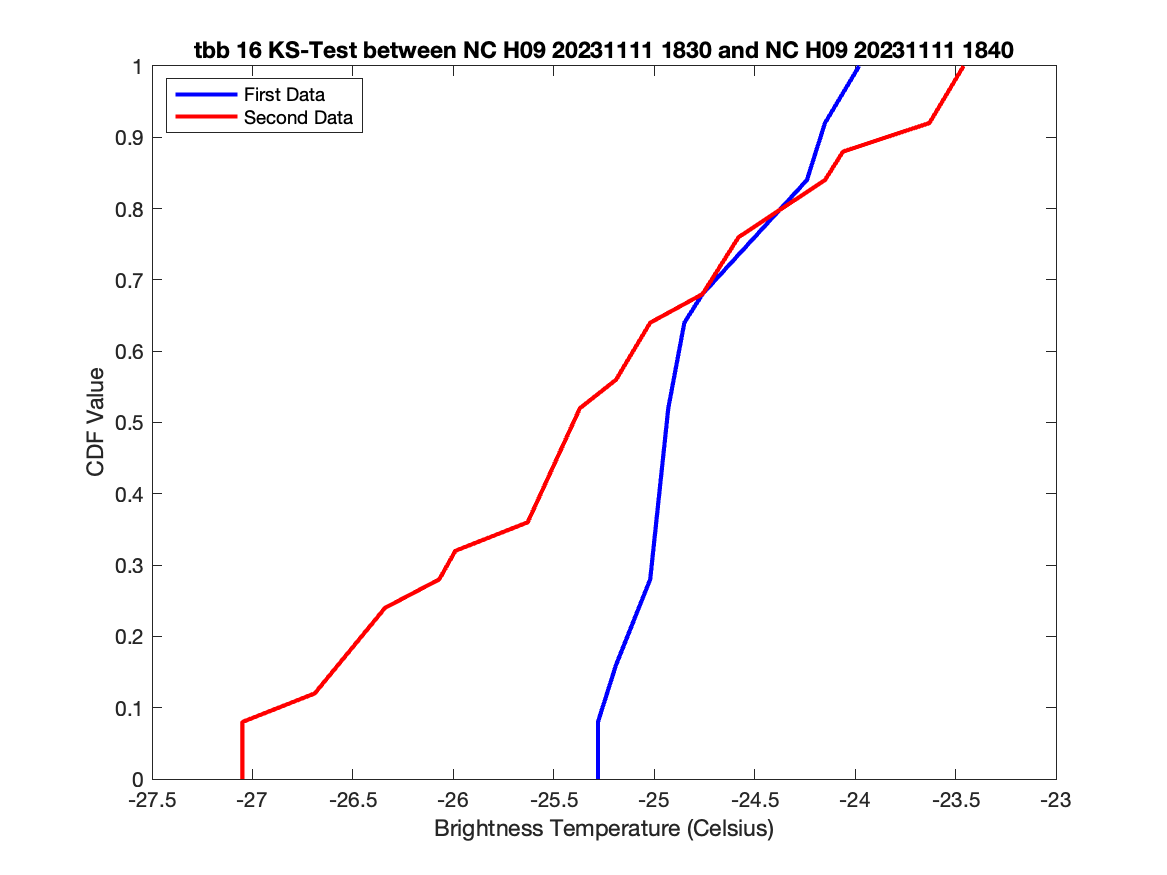 tbb 16 KS-Test between NC H09 20231111 1830 and NC H09 20231111 1840
First Data
Second Data
1
0.9
0.8
0.7
0.6
0.5
0.4
0.3
0.2
0.1
0
CDF Value
-27.5 -27 -26.5 -26 -25.5 -25 -24.5 -24 -23.5 -23
Brightness Temperature (Celsius)